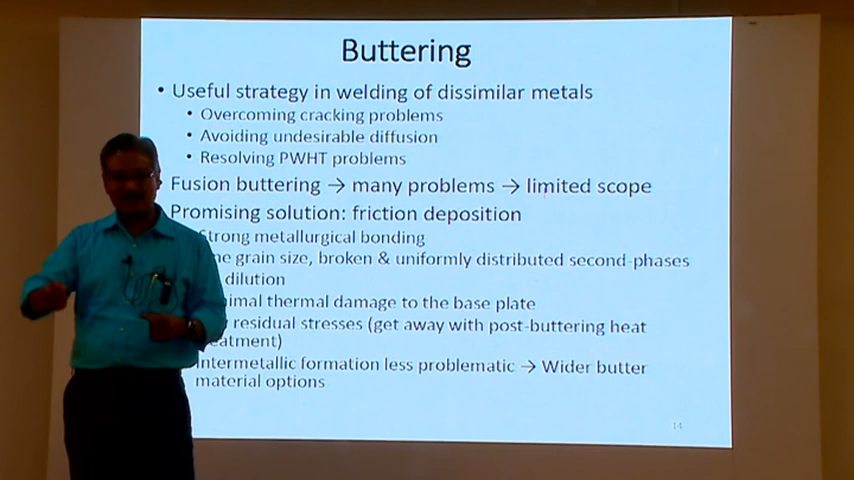 Buttering
• Useful strategy in welding of dissimilar metals
• Overcoming cracking problems
• Avoiding undesirable diffusion
• Resolving PWHT problems
Fusion buttering → many problems → limited scope
Promising solution: friction deposition
Strong metallurgical bonding
grain size, broken & uniformly distributed second-phases
dilution
thermal damage to the base plate
residual stresses (get away with post-buttering heat
Intermetallic formation less problematic → Wider butter
material options
14